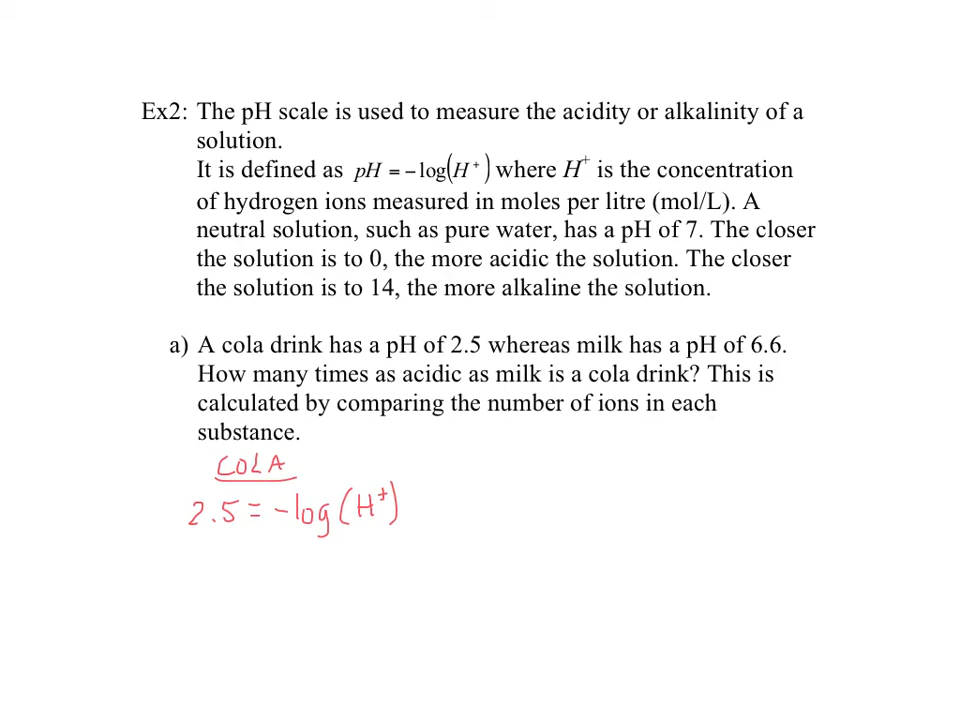 Ex2: The pH scale is used to measure the acidity or alkalinity of a
solution.
It is defined as pH = -log(H⁺) where H⁺ is the concentration
of hydrogen ions measured in moles per litre (mol/L). A
neutral solution, such as pure water, has a pH of 7. The closer
the solution is to 0, the more acidic the solution. The closer
the solution is to 14, the more alkaline the solution.
a) A cola drink has a pH of 2.5 whereas milk has a pH of 6.6.
How many times as acidic as milk is a cola drink? This is
calculated by comparing the number of ions in each
substance.
COLA
2.5 = -log(H⁺)